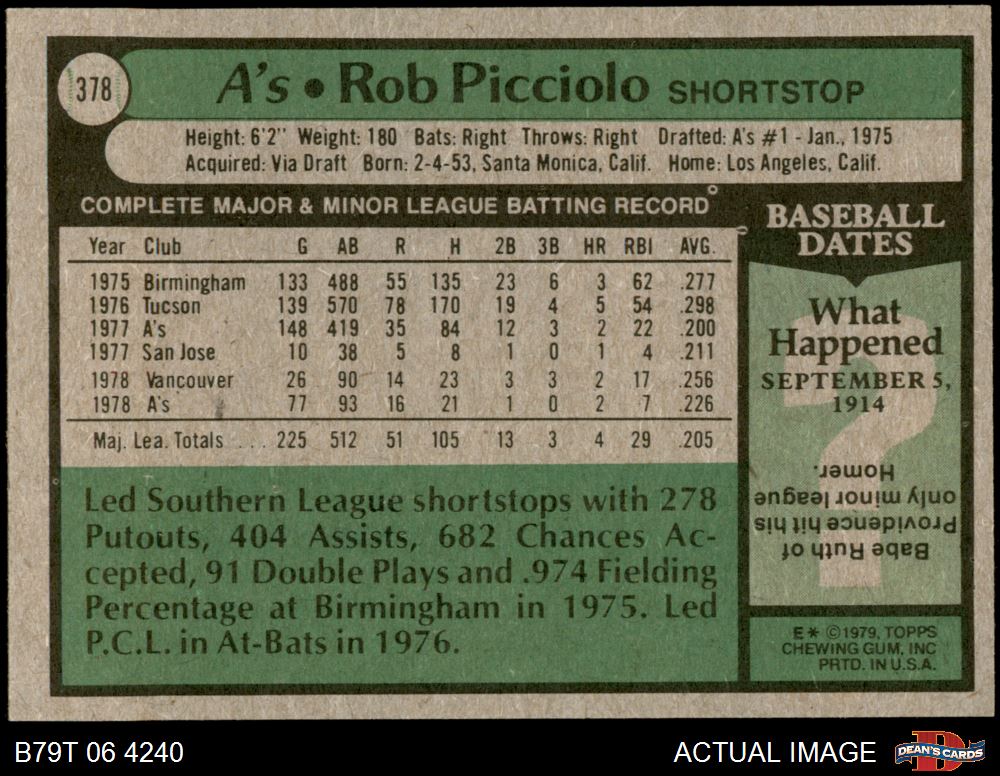 378
A's • Rob Picciolo SHORTSTOP
Height: 6'2" Weight: 180 Bats: Right Throws: Right Drafted: A's #1 - Jan., 1975
Acquired: Via Draft Born: 2-4-53, Santa Monica, Calif. Home: Los Angeles, Calif.
COMPLETE MAJOR & MINOR LEAGUE BATTING RECORD
Year Club G AB R H 2B 3B HR RBI AVG.
1975 Birmingham 133 488 55 135 23 6 3 62 .277
1976 Tucson 139 570 78 170 19 4 5 54 .298
1977 A's 148 419 35 84 12 3 2 22 .200
1977 San Jose 10 38 5 8 1 0 1 4 .211
1978 Vancouver 26 90 14 23 3 3 2 17 .256
1978 A's 77 93 16 21 1 0 2 7 .226
Maj. Lea. Totals . . . 225 512 51 105 13 3 4 29 .205
Led Southern League shortstops with 278
Putouts, 404 Assists, 682 Chances Ac-
cepted, 91 Double Plays and .974 Fielding
Percentage at Birmingham in 1975. Led
P.C.L. in At-Bats in 1976.
BASEBALL
DATES
What
Happened
SEPTEMBER 5,
1914
?
Babe Ruth of
Providence hit his
only minor league
Homer.
E* ©1979, TOPPS
CHEWING GUM, INC
PRTD. IN U.S.A.
B79T 06 4240
ACTUAL IMAGE
D
DEAN'S CARDS